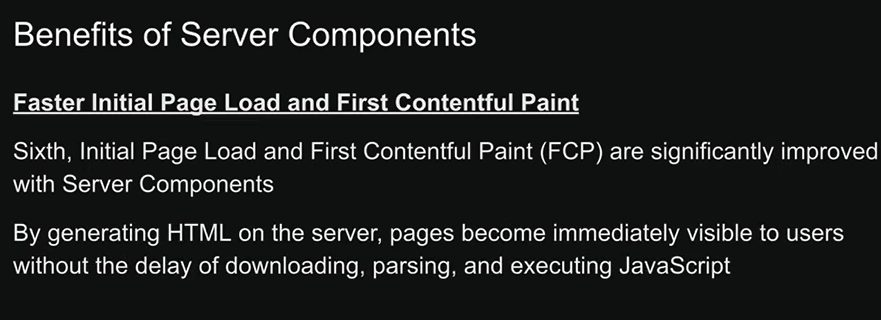 Benefits of Server Components
Faster Initial Page Load and First Contentful Paint
Sixth, Initial Page Load and First Contentful Paint (FCP) are significantly improved
with Server Components
By generating HTML on the server, pages become immediately visible to users
without the delay of downloading, parsing, and executing JavaScript